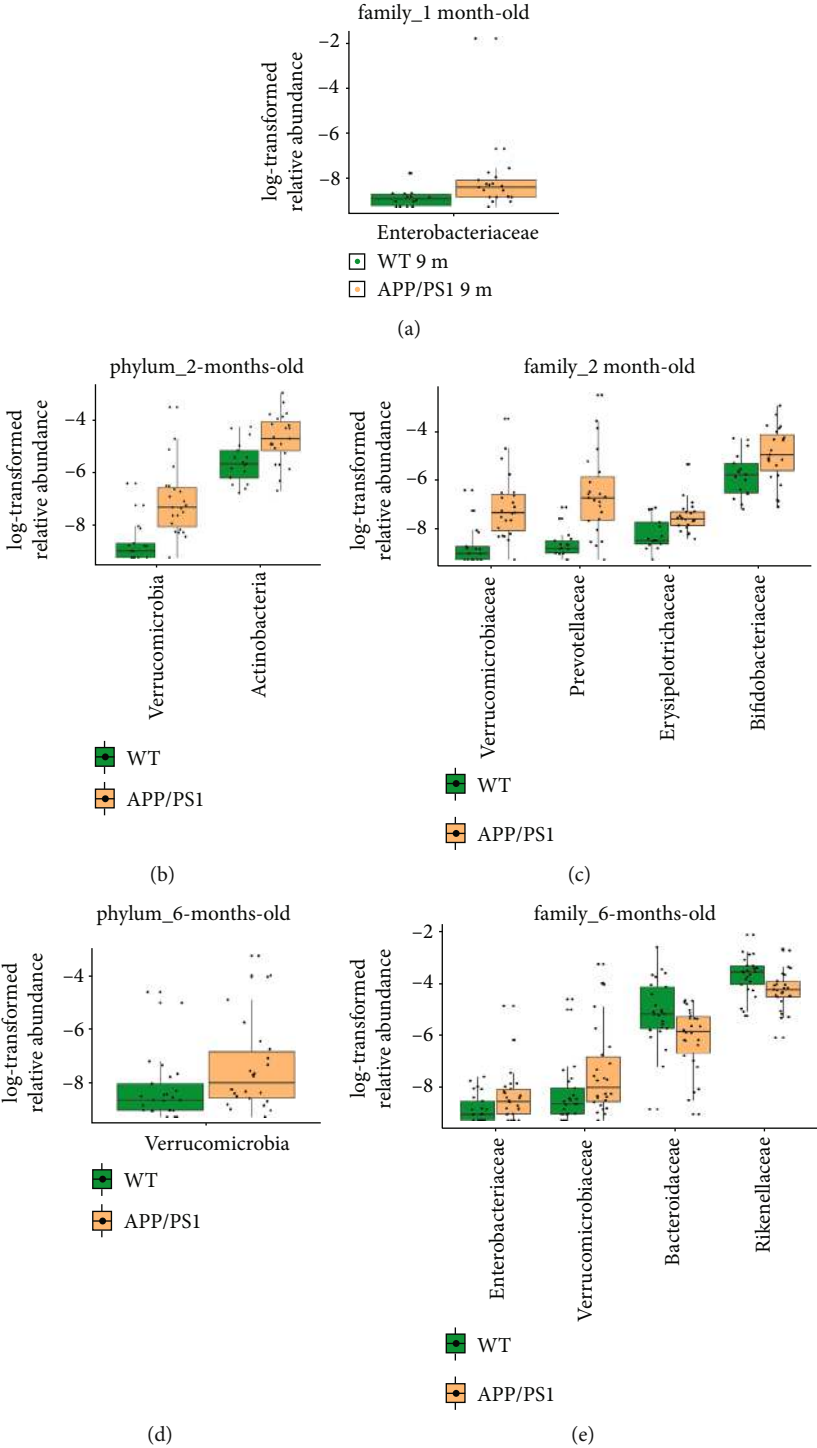 family_1 month-old
log-transformed
relative abundance
−2
−4
−6
−8
Enterobacteriaceae
WT 9 m
APP/PS1 9 m
(a)
phylum_2-months-old
log-transformed
relative abundance
−4
−6
−8
Verrucomicrobia
Actinobacteria
WT
APP/PS1
(b)
family_2 month-old
log-transformed
relative abundance
−4
−6
−8
Verrucomicrobiaceae
Prevotellaceae
Erysipelotrichaceae
Bifidobacteriaceae
WT
APP/PS1
(c)
phylum_6-months-old
log-transformed
relative abundance
−4
−6
−8
Verrucomicrobia
WT
APP/PS1
(d)
family_6-months-old
log-transformed
relative abundance
−2
−4
−6
−8
Enterobacteriaceae
Verrucomicrobiaceae
Bacteroidaceae
Rikenellaceae
WT
APP/PS1
(e)